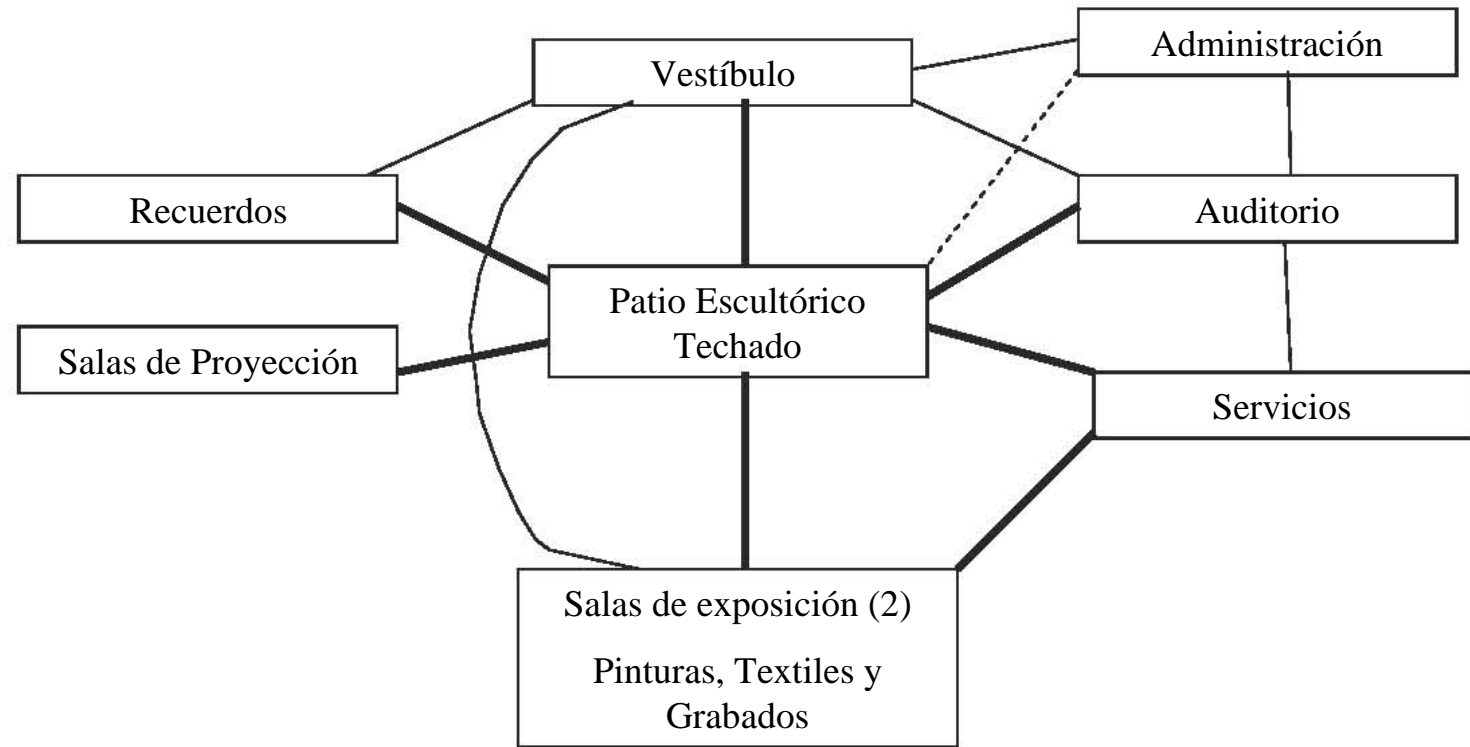 Vestíbulo
Administración
Recuerdos
Auditorio
Patio Escultórico
Techado
Salas de Proyección
Servicios
Salas de exposición (2)
Pinturas, Textiles y
Grabados